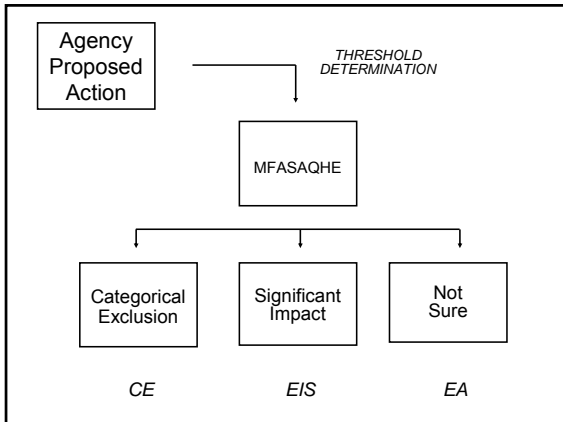 Agency
Proposed
Action
THRESHOLD
DETERMINATION
MFASAQHE
Categorical
Exclusion
Significant
Impact
Not
Sure
CE
EIS
EA